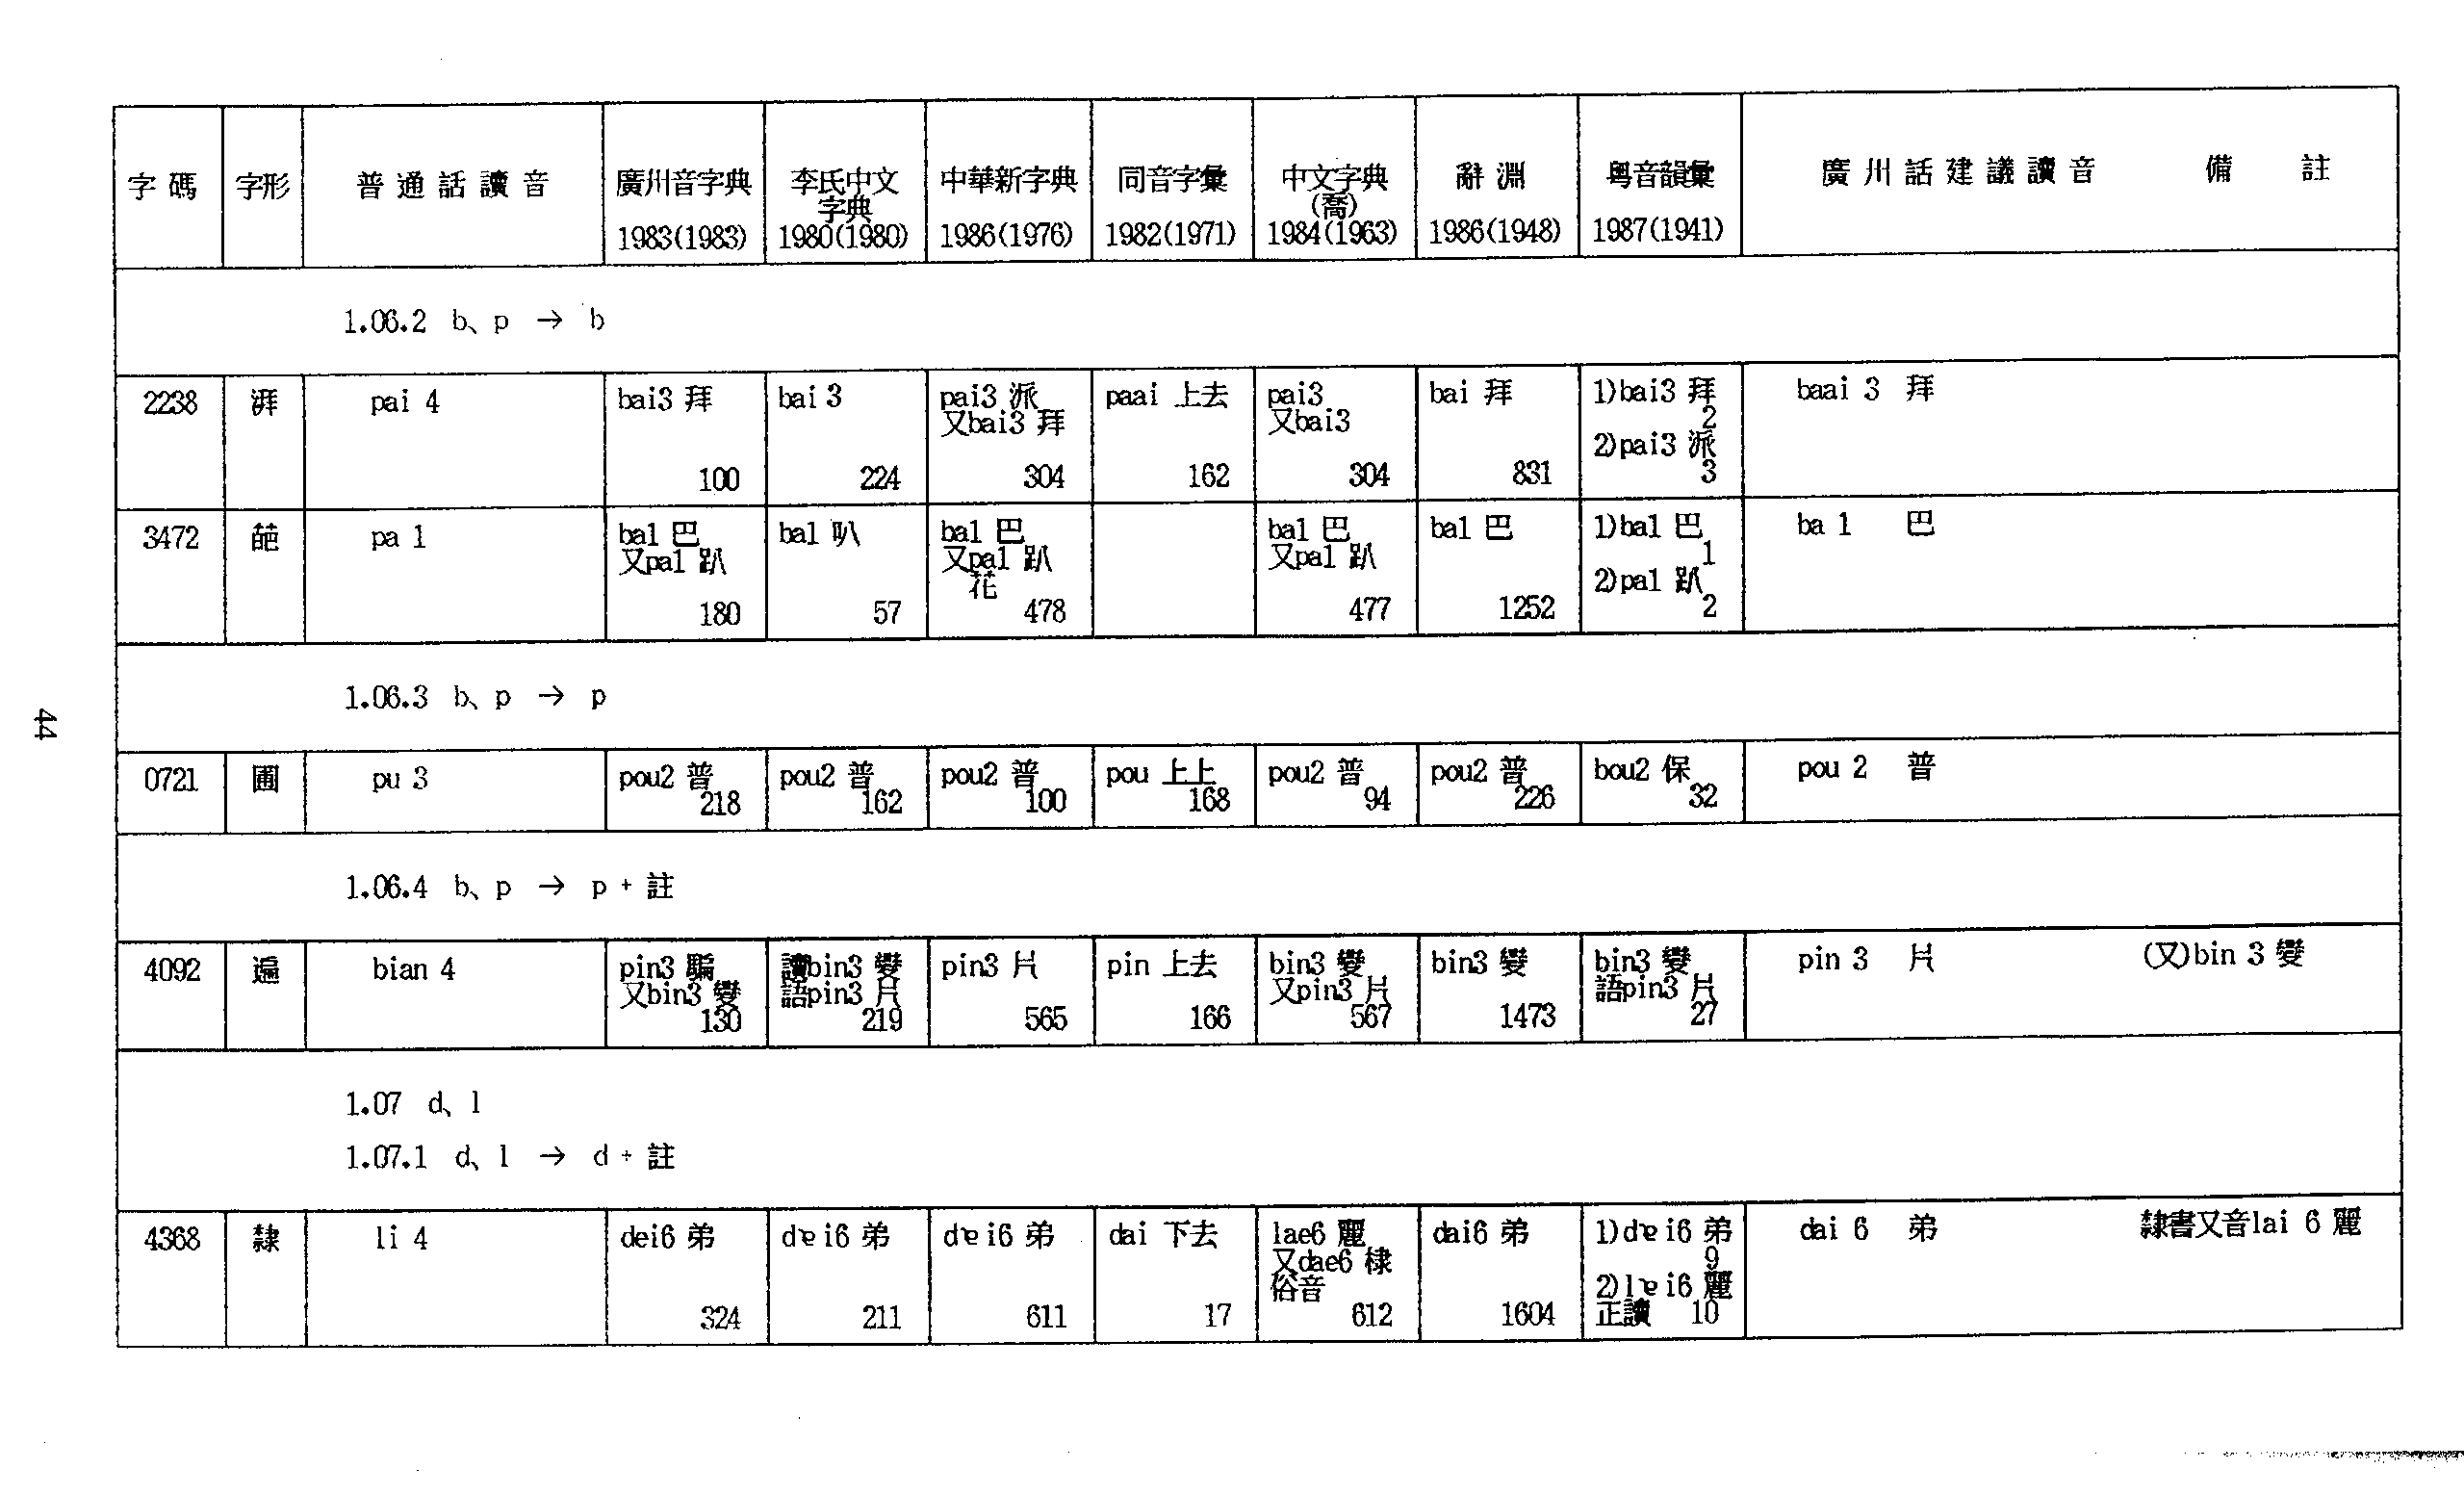 字碼 字形 普通話讀音 廣州音字典 1983(1983) 李氏中文字典 1980(1980) 中華新字典 1986(1976) 同音字彙 1982(1971) 中文字典(喬) 1984(1963) 辭淵 1986(1948) 粵音韻彙 1987(1941) 廣州話建議讀音 備註
1.06.2 b、p → b
2238 湃 pai 4 bai3 拜 100 bai 3 224 pai3 派 又bai3 拜 304 paai 上去 162 pai3 又bai3 304 bai 拜 831 1)bai3 拜 2 2)pai3 派 3 baai 3 拜
3472 葩 pa 1 ba1 巴 又pa1 趴 180 ba1 叭 57 ba1 巴 又pa1 趴 花 478 ba1 巴 又pa1 趴 477 ba1 巴 1252 1)ba1 巴 1 2)pa1 趴 2 ba 1 巴
1.06.3 b、p → p
44
0721 圃 pu 3 pou2 普 218 pou2 普 162 pou2 普 100 pou 上上 168 pou2 普 94 pou2 普 226 bou2 保 32 pou 2 普
1.06.4 b、p → p + 註
4092 遍 bian 4 pin3 騙 又bin3 變 130 讀bin3 變 語pin3 片 219 pin3 片 565 pin 上去 166 bin3 變 又pin3 片 567 bin3 變 1473 bin3 變 語pin3 片 27 pin 3 片 (又)bin 3 變
1.07 d、l
1.07.1 d、l → d + 註
4368 隸 li 4 dei6 弟 324 dɐi6 弟 211 dɐi6 弟 611 dai 下去 17 lae6 麗 又dae6 棣 俗音 612 dai6 弟 1604 1)dɐi6 弟 9 2)lɐi6 麗 正讀 10 dai 6 弟 隸書又音lai 6 麗